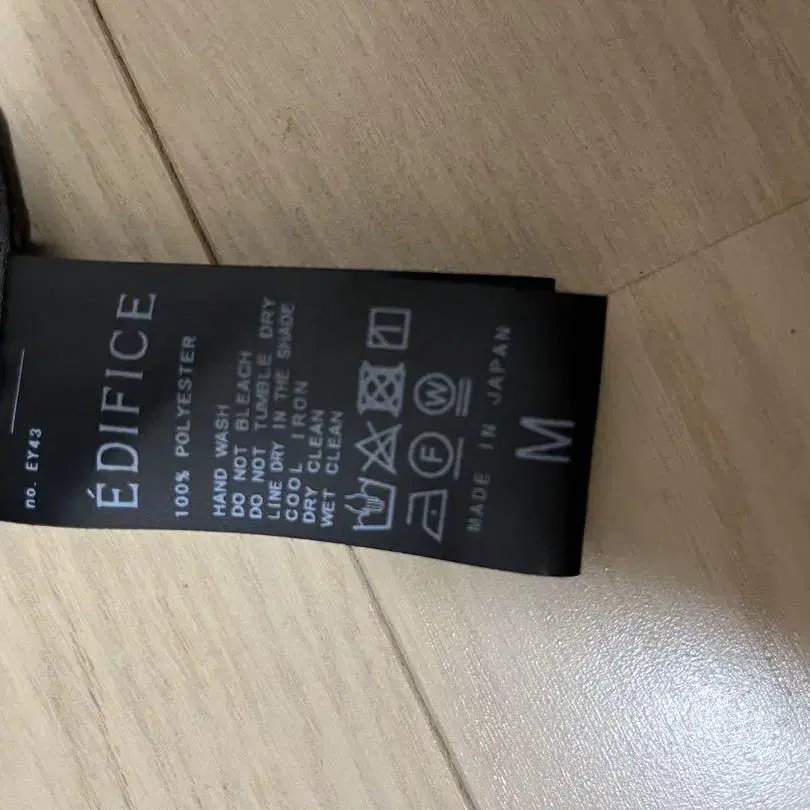 no. EY43
ÉDIFICE
100% POLYESTER
HAND WASH
DO NOT BLEACH
DO NOT TUMBLE DRY
LINE DRY IN THE SHADE
COOL IRON
DRY CLEAN
WET CLEAN
F W
MADE IN JAPAN
M